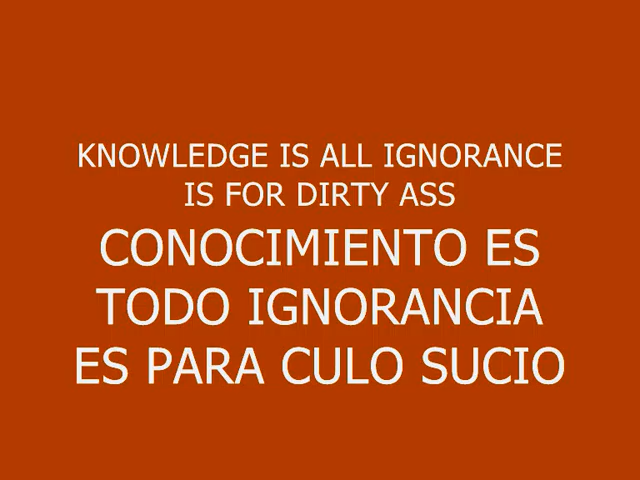 KNOWLEDGE IS ALL IGNORANCE
IS FOR DIRTY ASS
CONOCIMIENTO ES
TODO IGNORANCIA
ES PARA CULO SUCIO